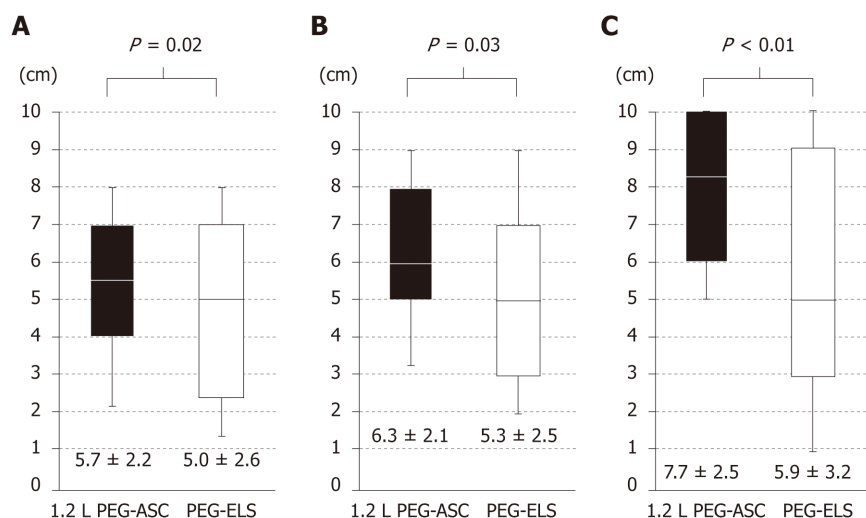 A
P = 0.02
(cm)
10
9
8
7
6
5
4
3
2
1
0
5.7 ± 2.2
5.0 ± 2.6
1.2 L PEG-ASC
PEG-ELS
B
P = 0.03
(cm)
10
9
8
7
6
5
4
3
2
1
0
6.3 ± 2.1
5.3 ± 2.5
1.2 L PEG-ASC
PEG-ELS
C
P < 0.01
(cm)
10
9
8
7
6
5
4
3
2
1
0
7.7 ± 2.5
5.9 ± 3.2
1.2 L PEG-ASC
PEG-ELS